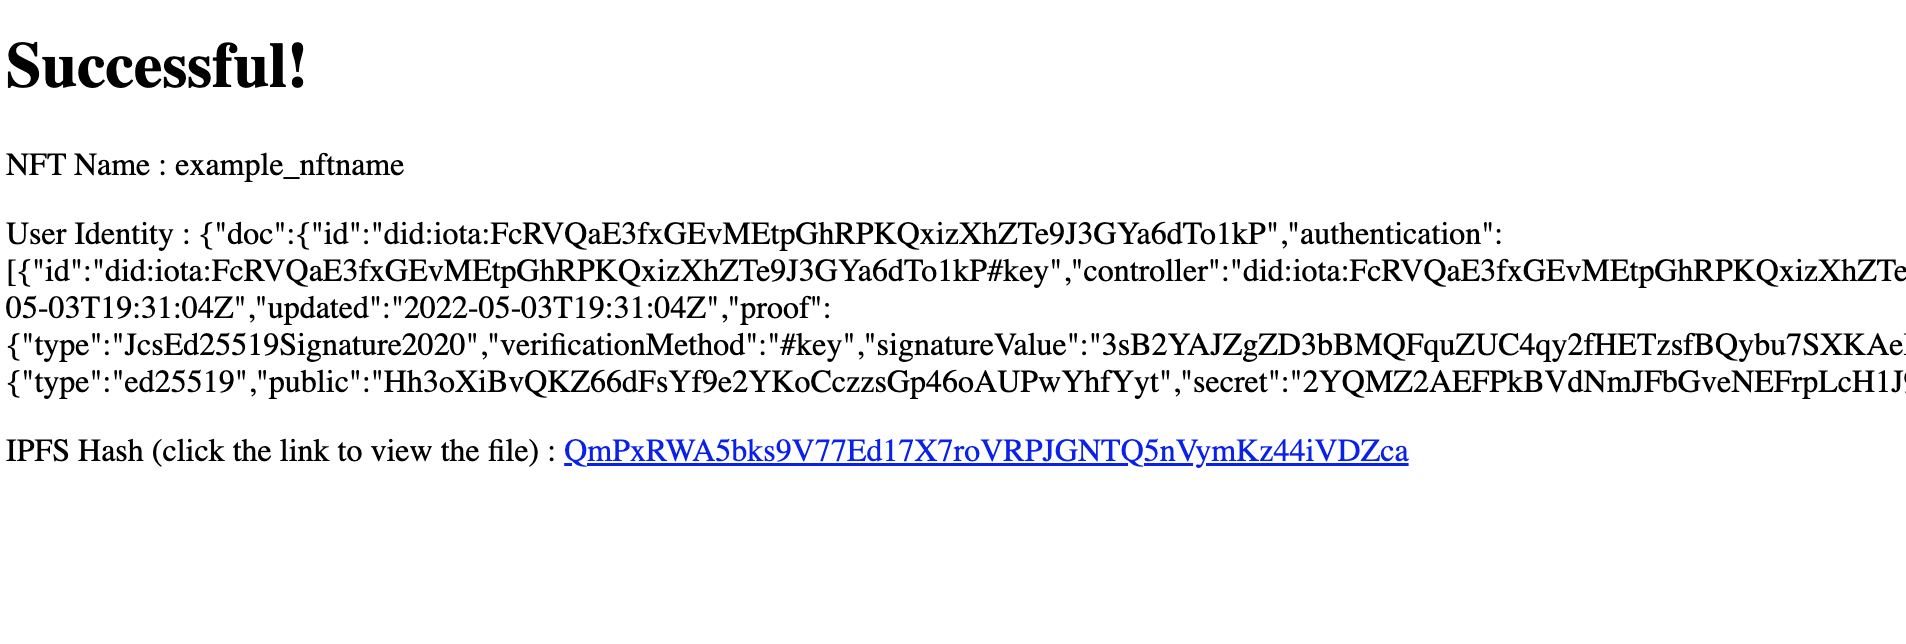 Successful!
NFT Name : example_nftname
User Identity : {"doc":{"id":"did:iota:FcRVQaE3fxGEvMEtpGhRPKQxizXhZTe9J3GYa6dTo1kP","authentication":
[{"id":"did:iota:FcRVQaE3fxGEvMEtpGhRPKQxizXhZTe9J3GYa6dTo1kP#key","controller":"did:iota:FcRVQaE3fxGEvMEtpGhRPKQxizXhZTe
05-03T19:31:04Z","updated":"2022-05-03T19:31:04Z","proof":
{"type":"JcsEd25519Signature2020","verificationMethod":"#key","signatureValue":"3sB2YAJZgZD3bBMQFquZUC4qy2fHETzsfBQybu7SXKAe
{"type":"ed25519","public":"Hh3oXiBvQKZ66dFsYf9e2YKoCczzsGp46oAUPwYhfYyt","secret":"2YQMZ2AEFPkBVdNmJFbGveNEFrpLcH1J
IPFS Hash (click the link to view the file) : QmPxRWA5bks9V77Ed17X7roVRPJGNTQ5nVymKz44iVDZca